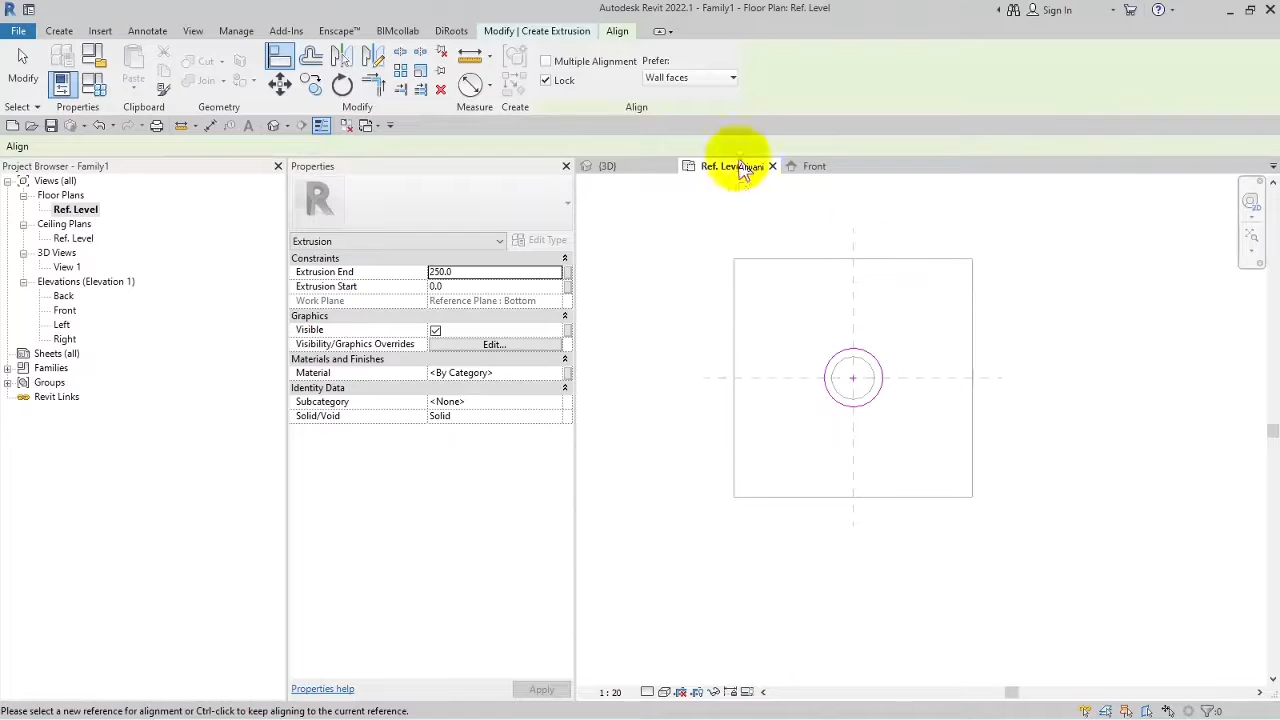 Autodesk Revit 2022.1 - Family1 - Floor Plan: Ref. Level
Sign In
File Create Insert Annotate View Manage Add-Ins Enscape™ BIMcollab DiRoots Modify | Create Extrusion Align
Modify
Paste
Cut
Join
Multiple Alignment
Lock
Prefer:
Wall faces
Select Properties Clipboard Geometry Modify Measure Create Align
Align
Project Browser - Family1
Views (all)
Floor Plans
Ref. Level
Ceiling Plans
Ref. Level
3D Views
View 1
Elevations (Elevation 1)
Back
Front
Left
Right
Sheets (all)
Families
Groups
Revit Links
Properties
R
Extrusion
Edit Type
Constraints
Extrusion End 250.0
Extrusion Start 0.0
Work Plane Reference Plane : Bottom
Graphics
Visible
Visibility/Graphics Overrides Edit...
Materials and Finishes
Material <By Category>
Identity Data
Subcategory <None>
Solid/Void Solid
Properties help
Apply
{3D}
Ref.
Front
2D
1 : 20
Please select a new reference for alignment or Ctrl-click to keep aligning to the current reference.
:0